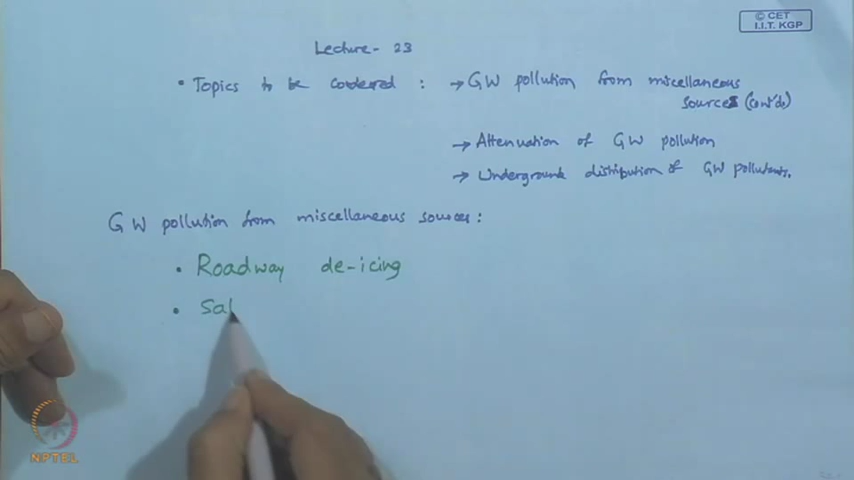 © CET
I.I.T. KGP
Lecture - 23
• Topics to be : → GW pollution from miscellaneous
sources (cont'd)
→ Attenuation of GW pollution
→ Underground distribution of GW pollutants.
GW pollution from miscellaneous sources:
• Roadway de-icing
• Sal
NPTEL